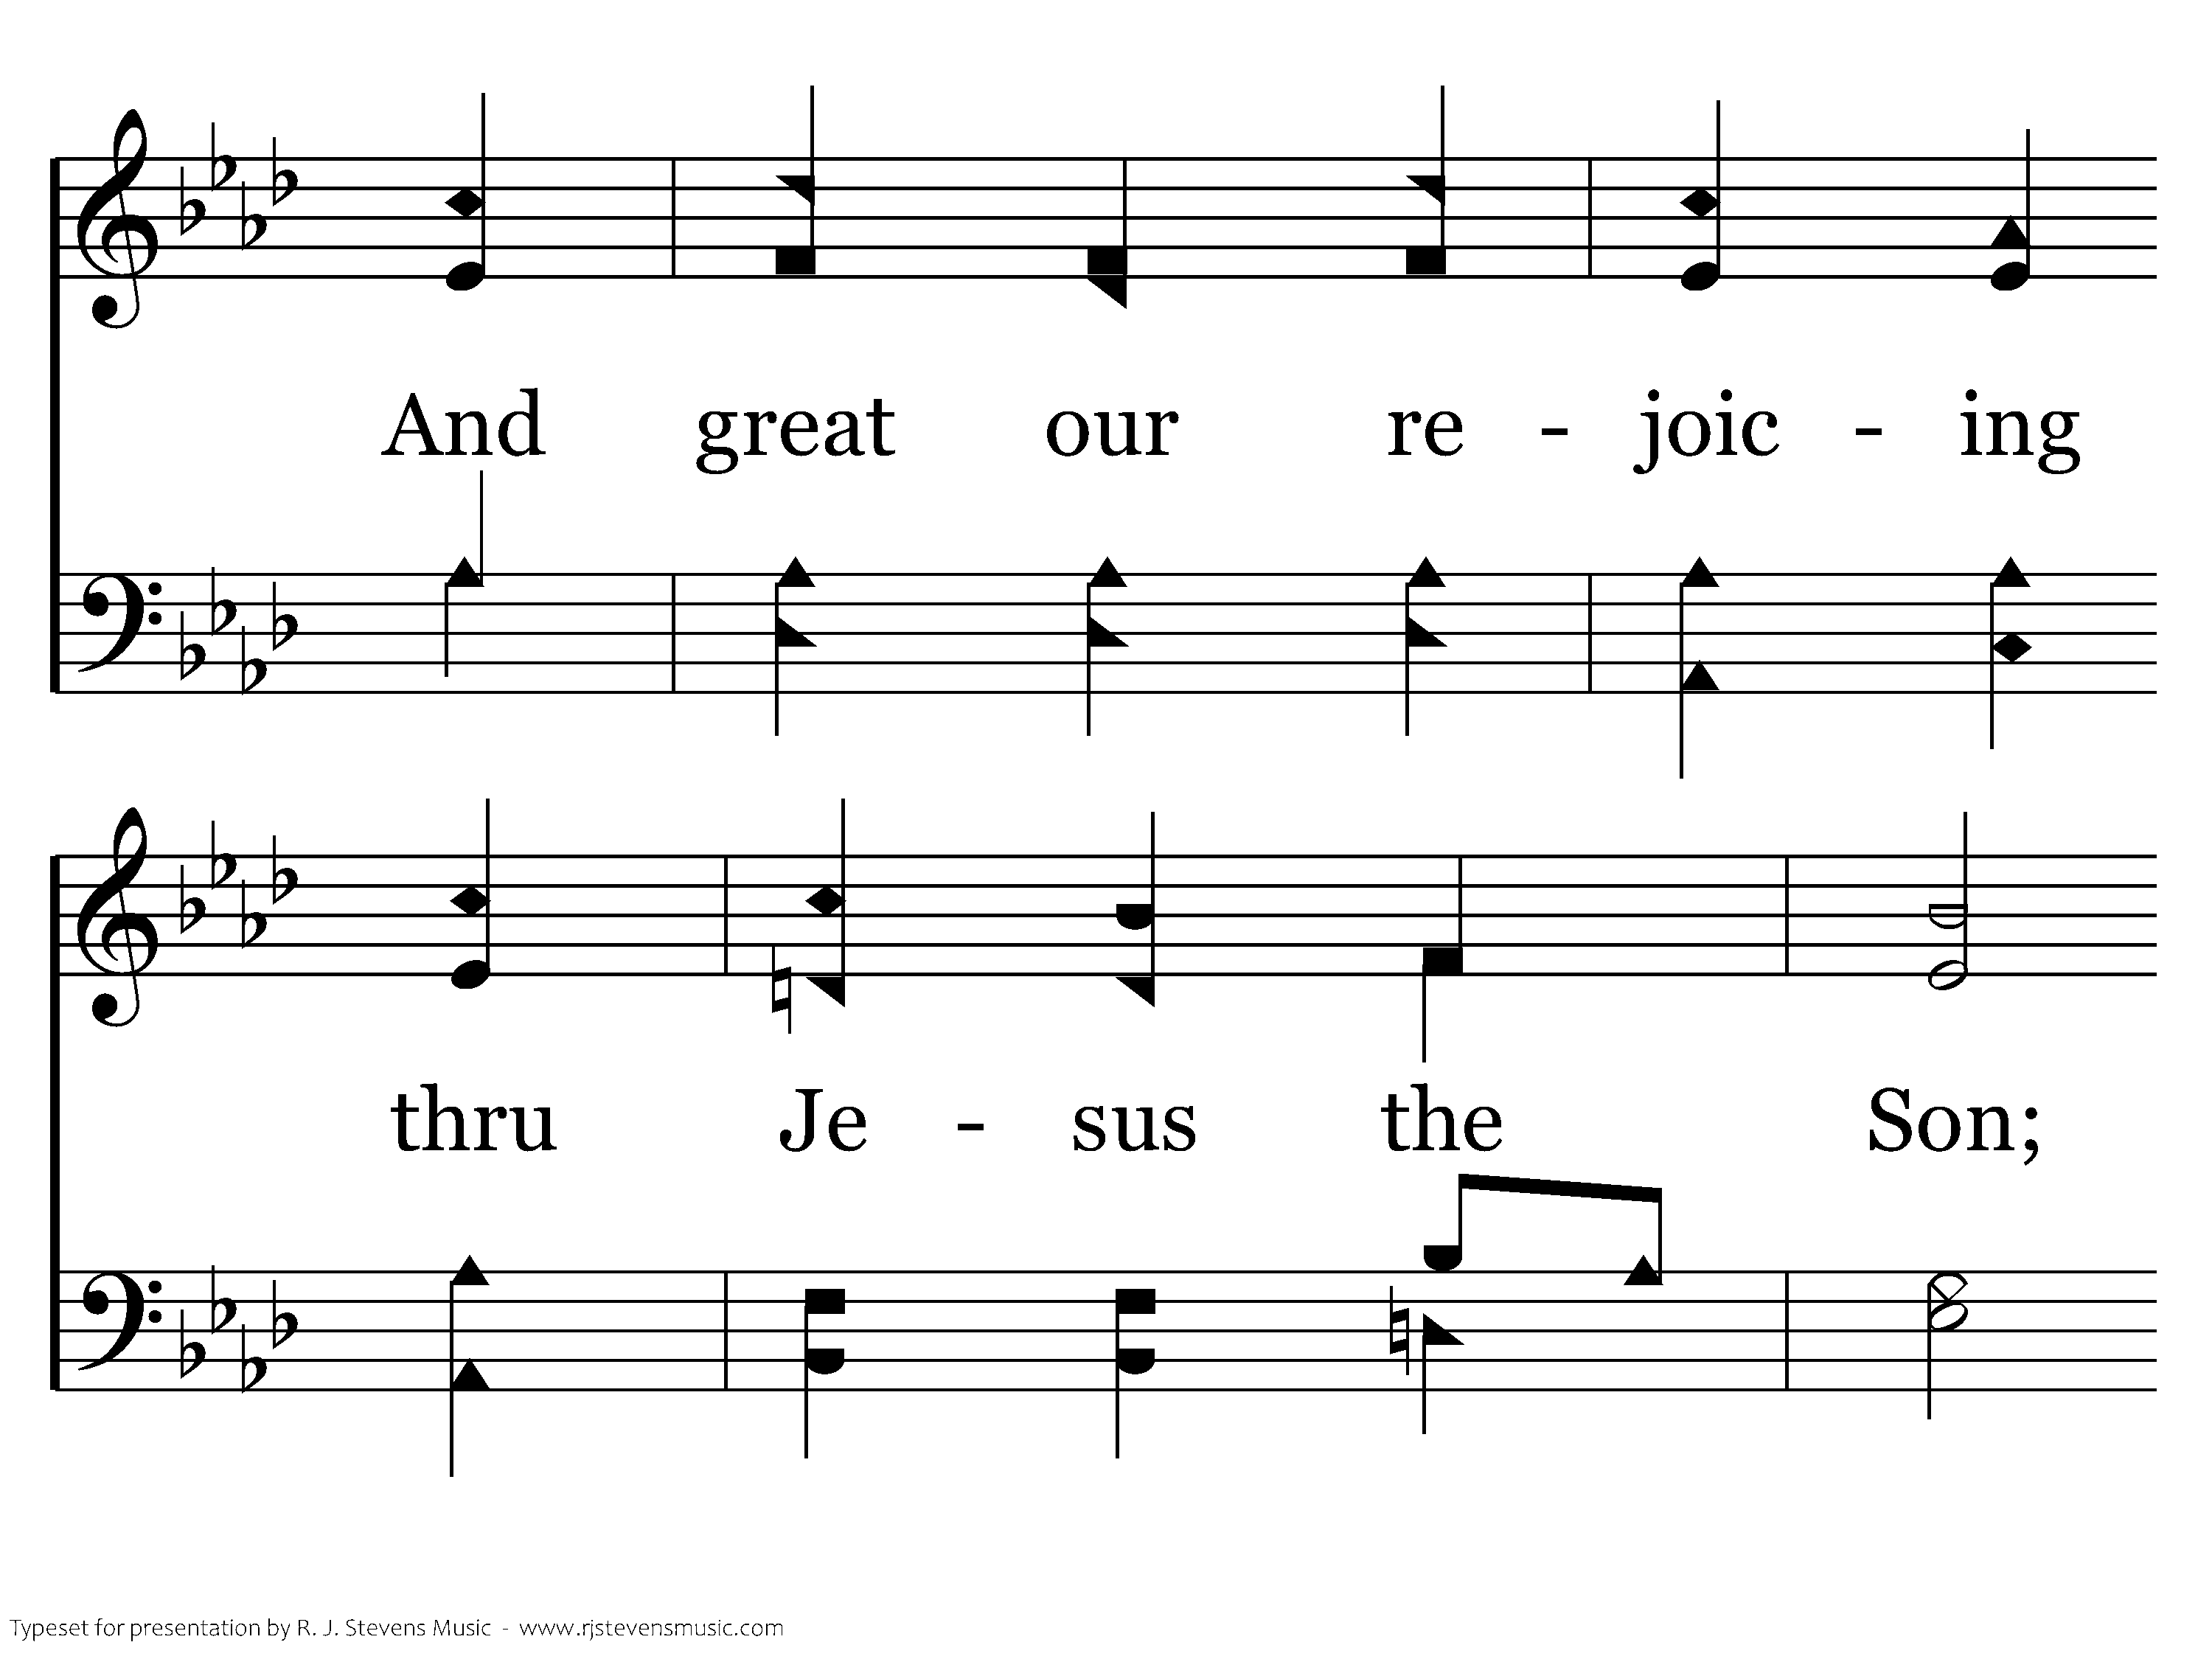 And great our re - joic - ing
thru Je - sus the Son;
Typeset for presentation by R. J. Stevens Music - www.rjstevensmusic.com